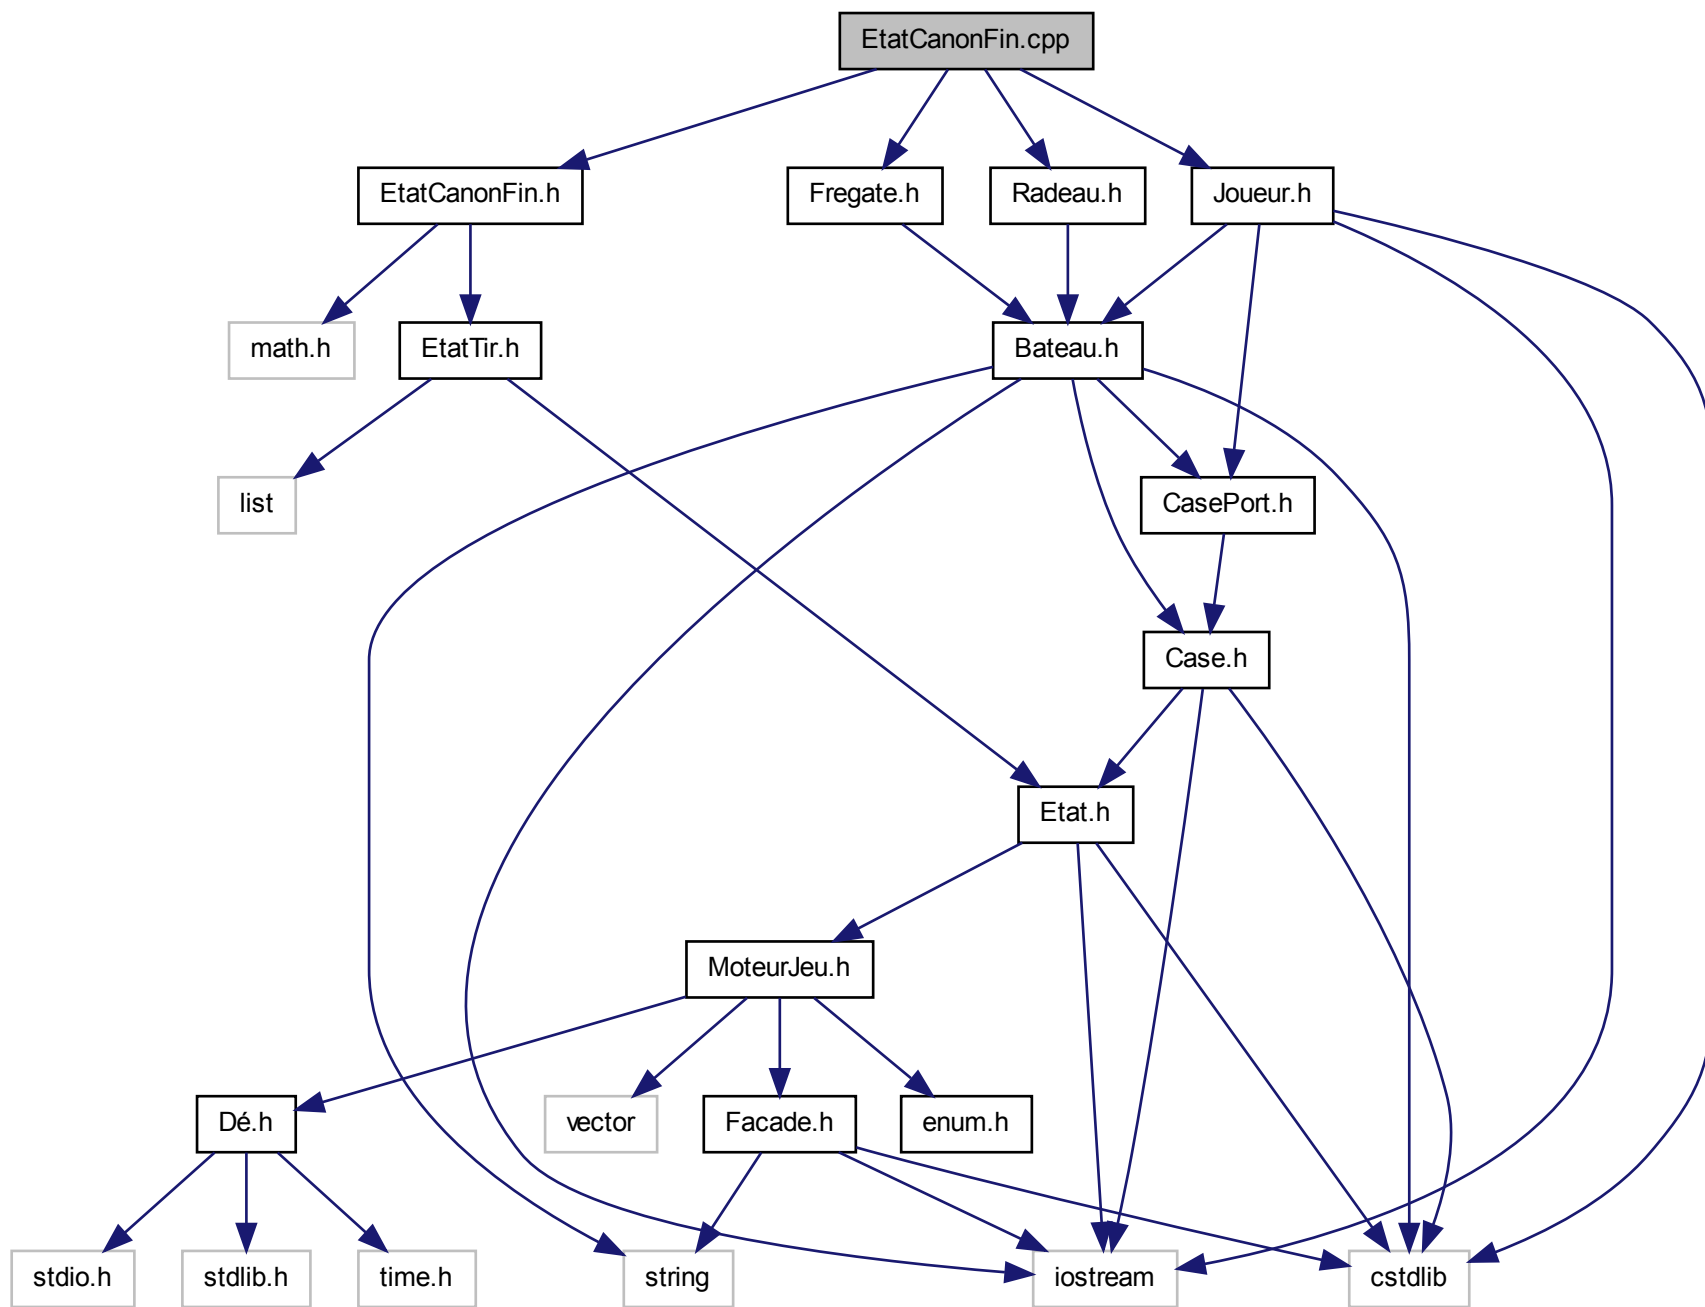 EtatCanonFin.cpp
EtatCanonFin.h
Fregate.h
Radeau.h
Joueur.h
math.h
EtatTir.h
Bateau.h
list
CasePort.h
Case.h
Etat.h
MoteurJeu.h
Dé.h
vector
Facade.h
enum.h
stdio.h
stdlib.h
time.h
string
iostream
cstdlib